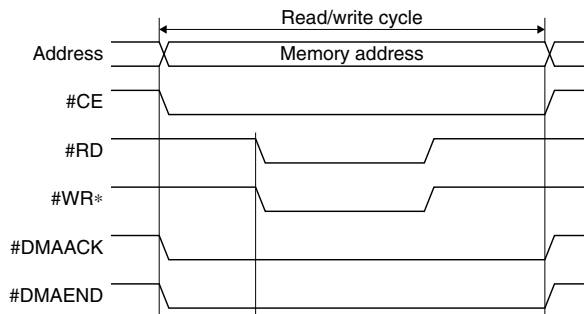 Read/write cycle
Address
Memory address
#CE
#RD
#WR*
#DMAACK
#DMAEND